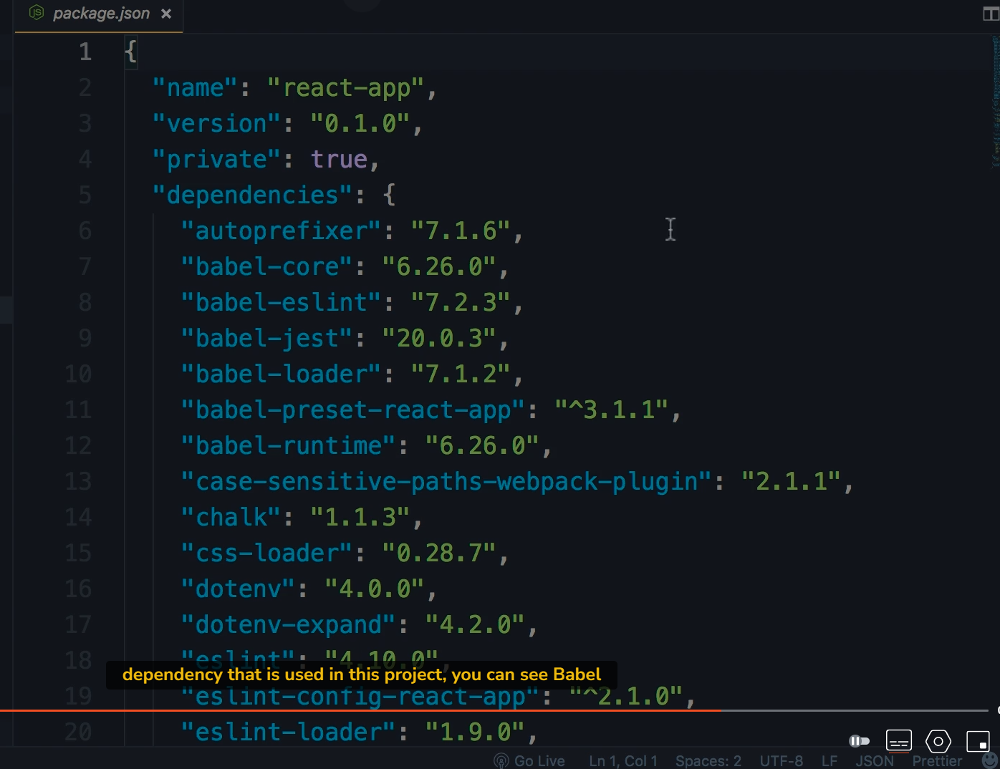 package.json ×
1 {
2 "name": "react-app",
3 "version": "0.1.0",
4 "private": true,
5 "dependencies": {
6 "autoprefixer": "7.1.6",
7 "babel-core": "6.26.0",
8 "babel-eslint": "7.2.3",
9 "babel-jest": "20.0.3",
10 "babel-loader": "7.1.2",
11 "babel-preset-react-app": "^3.1.1",
12 "babel-runtime": "6.26.0",
13 "case-sensitive-paths-webpack-plugin": "2.1.1",
14 "chalk": "1.1.3",
15 "css-loader": "0.28.7",
16 "dotenv": "4.0.0",
17 "dotenv-expand": "4.2.0",
18 "eslint": "4.10.0",
dependency that is used in this project, you can see Babel
19 "eslint-config-react-app": "^2.1.0",
20 "eslint-loader": "1.9.0",
Go Live Ln 1, Col 1 Spaces: 2 UTF-8 LF JSON Prettier